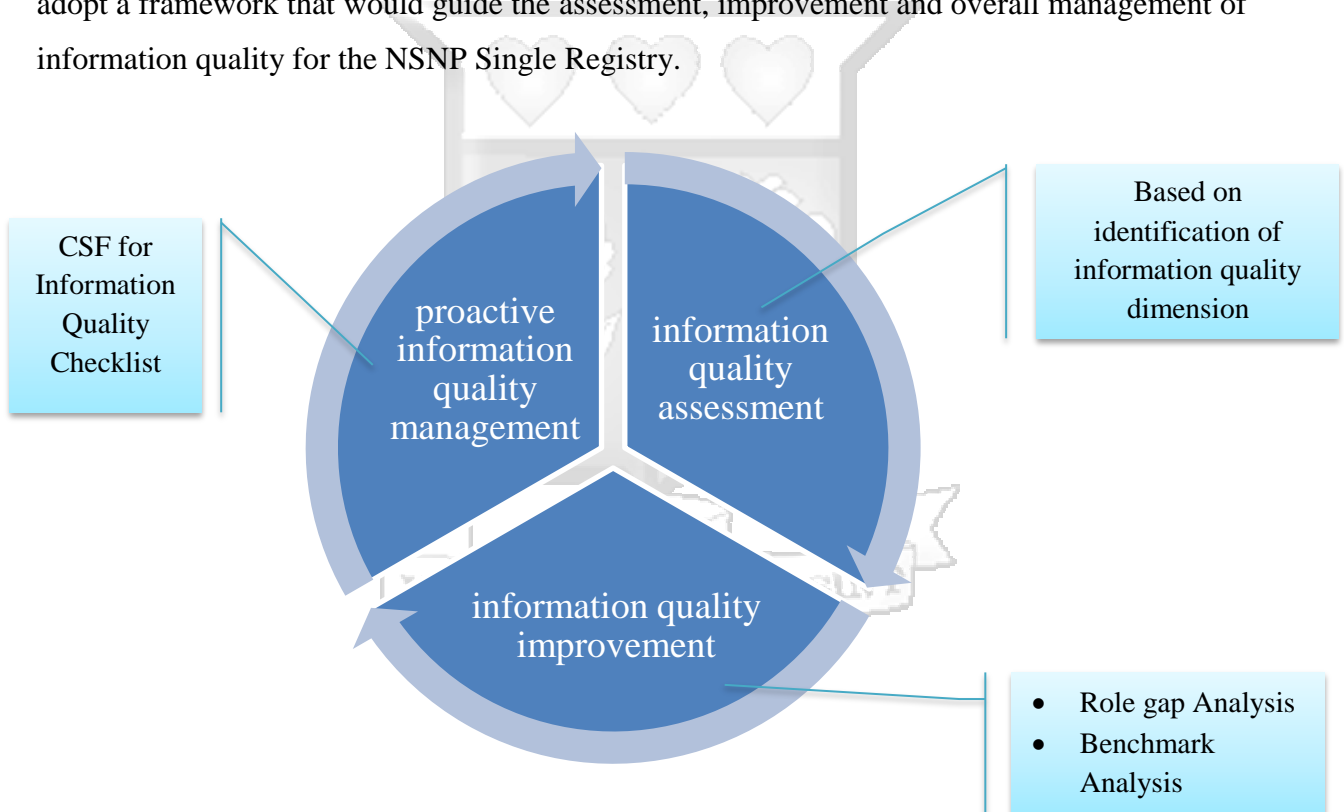 adopt a framework that would guide the assessment, improvement and overall management of
information quality for the NSNP Single Registry.
CSF for
Information
Quality
Checklist
proactive
information
quality
management
information
quality
assessment
Based on
identification of
information quality
dimension
information quality
improvement
• Role gap Analysis
• Benchmark
Analysis